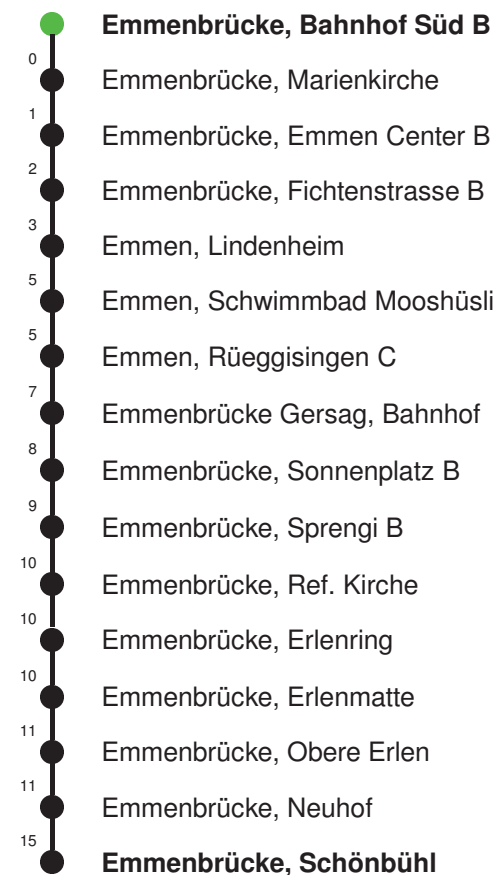 Emmenbrücke, Bahnhof Süd B
0
Emmenbrücke, Marienkirche
1
Emmenbrücke, Emmen Center B
2
Emmenbrücke, Fichtenstrasse B
3
Emmen, Lindenheim
5
Emmen, Schwimmbad Mooshüsli
5
Emmen, Rüeggisingen C
7
Emmenbrücke Gersag, Bahnhof
8
Emmenbrücke, Sonnenplatz B
9
Emmenbrücke, Sprengi B
10
Emmenbrücke, Ref. Kirche
10
Emmenbrücke, Erlenring
10
Emmenbrücke, Erlenmatte
11
Emmenbrücke, Obere Erlen
11
Emmenbrücke, Neuhof
15
Emmenbrücke, Schönbühl